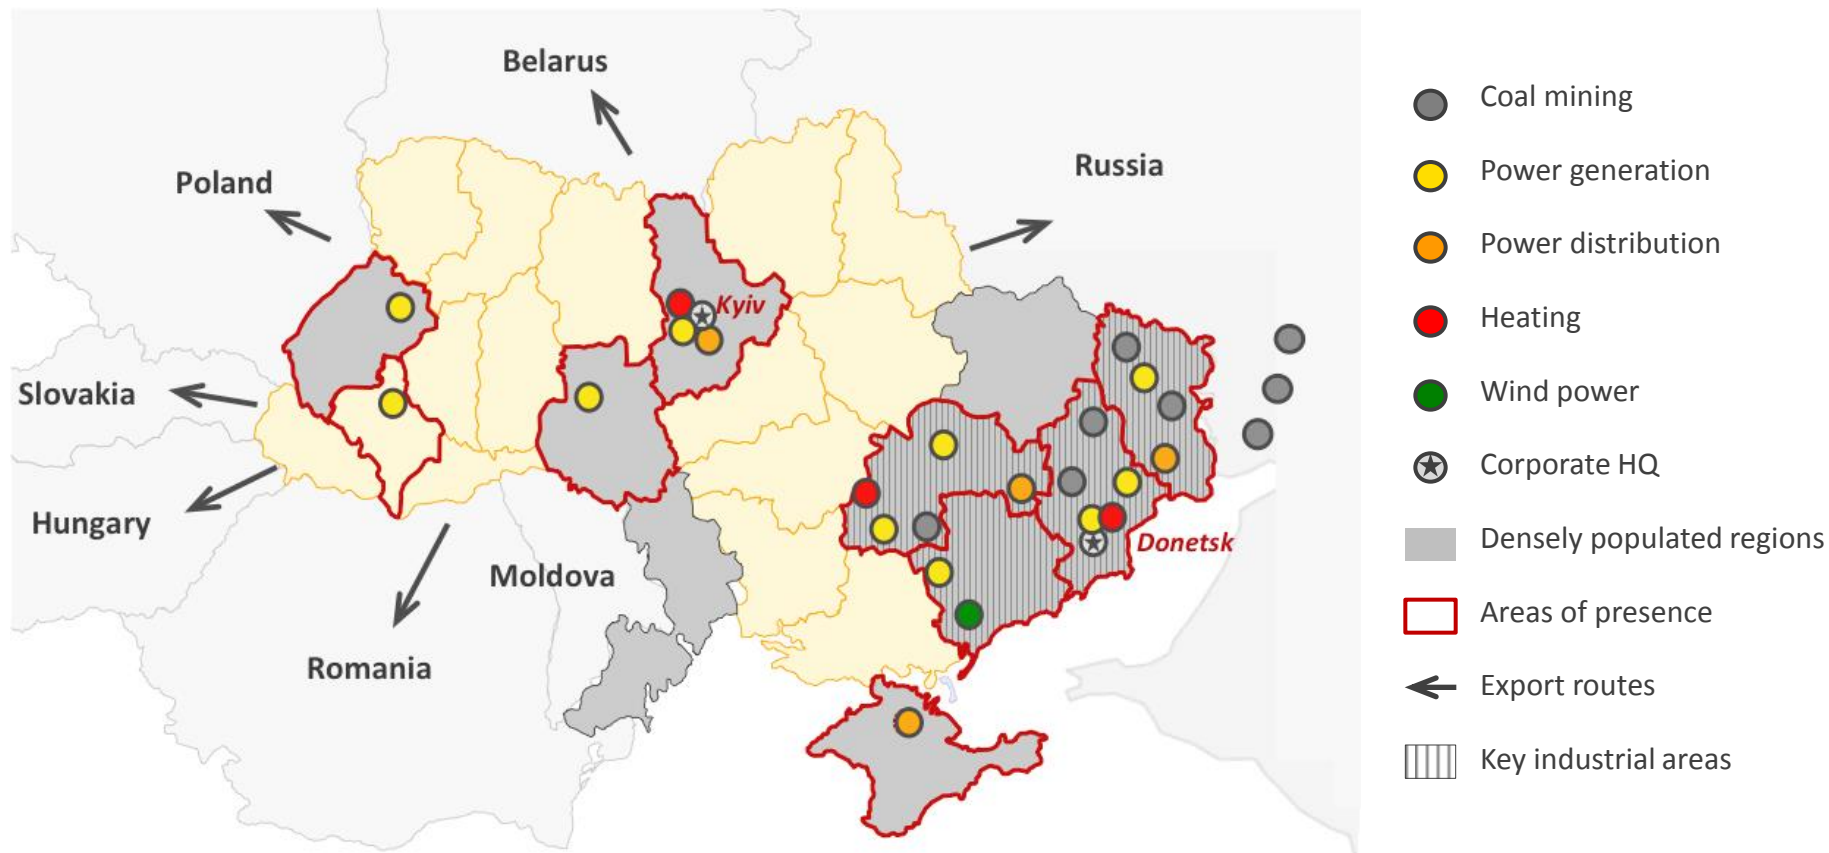 Belarus
Poland
Russia
Kyiv
Slovakia
Hungary
Moldova
Donetsk
Romania
Coal mining
Power generation
Power distribution
Heating
Wind power
Corporate HQ
Densely populated regions
Areas of presence
Export routes
Key industrial areas